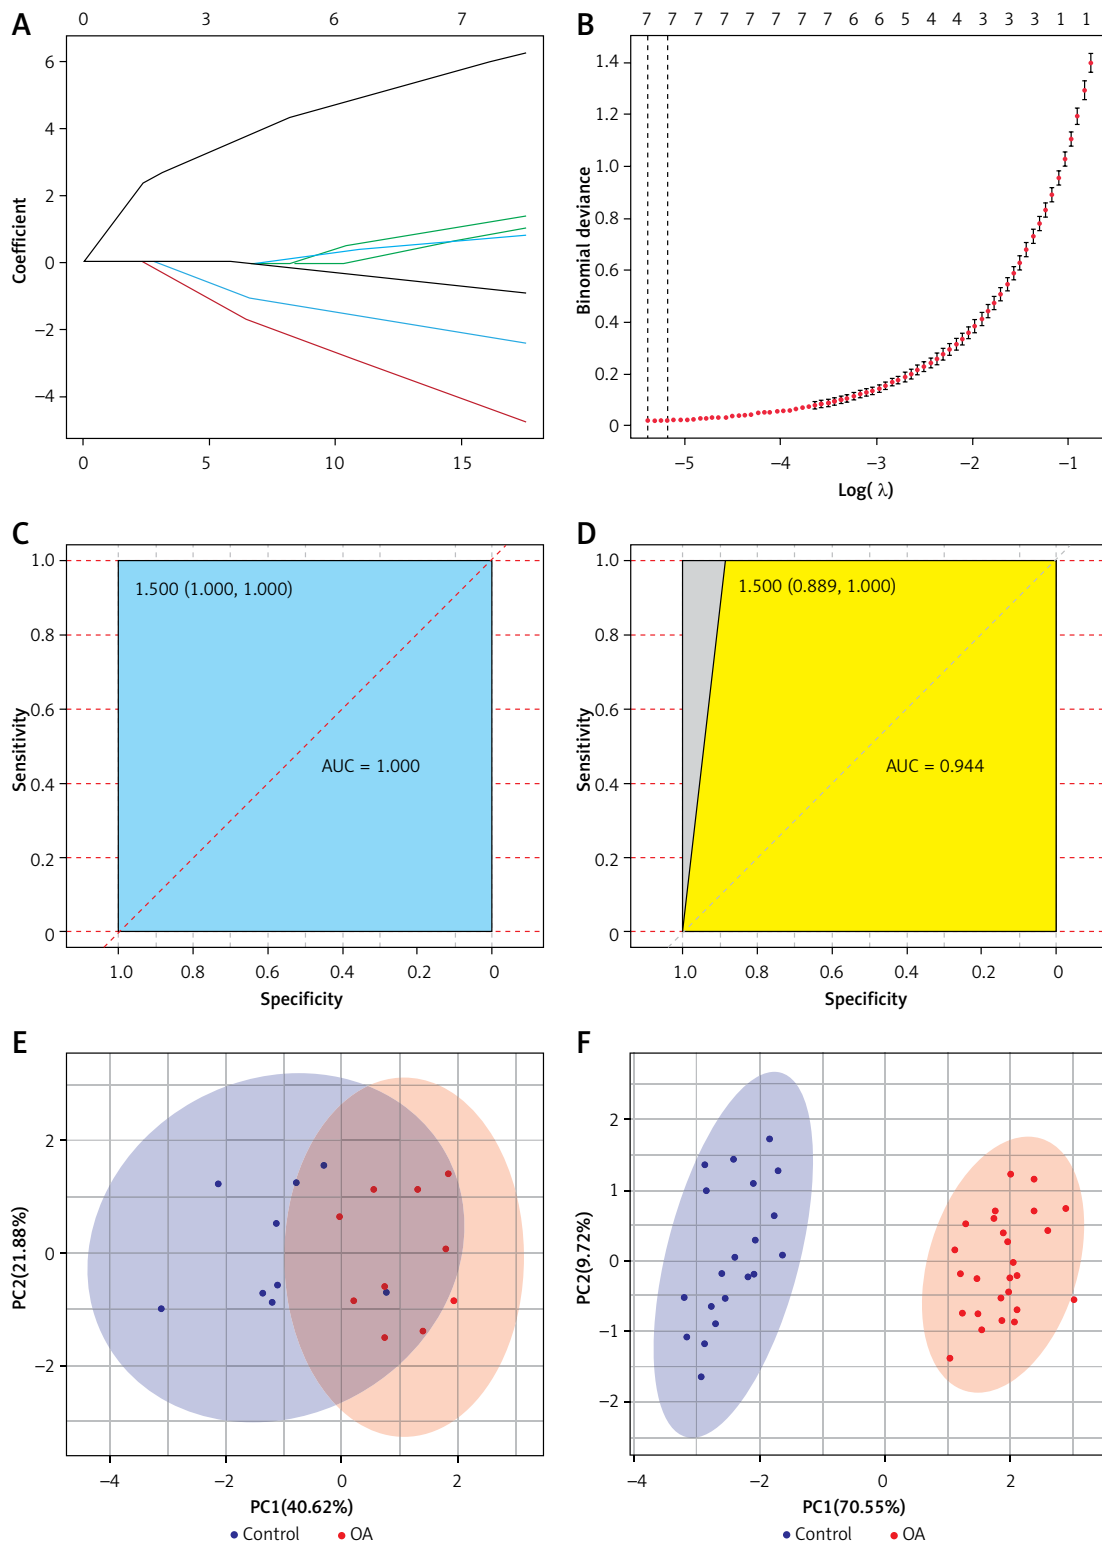 A
0 3 6 7
Coefficient
6
4
2
0
−2
−4
0 5 10 15
B
7 7 7 7 7 7 7 7 6 6 5 4 4 3 3 3 1 1
Binomial deviance
1.4
1.2
1.0
0.8
0.6
0.4
0.2
0
−5 −4 −3 −2 −1
Log( λ)
C
Sensitivity
1.0
0.8
0.6
0.4
0.2
0
1.500 (1.000, 1.000)
AUC = 1.000
1.0 0.8 0.6 0.4 0.2 0
Specificity
D
Sensitivity
1.0
0.8
0.6
0.4
0.2
0
1.500 (0.889, 1.000)
AUC = 0.944
1.0 0.8 0.6 0.4 0.2 0
Specificity
E
PC2(21.88%)
2
0
−2
−4 −2 0 2
PC1(40.62%)
Control OA
F
PC2(9.72%)
2
1
0
−1
−2
−4 −2 0 2
PC1(70.55%)
Control OA